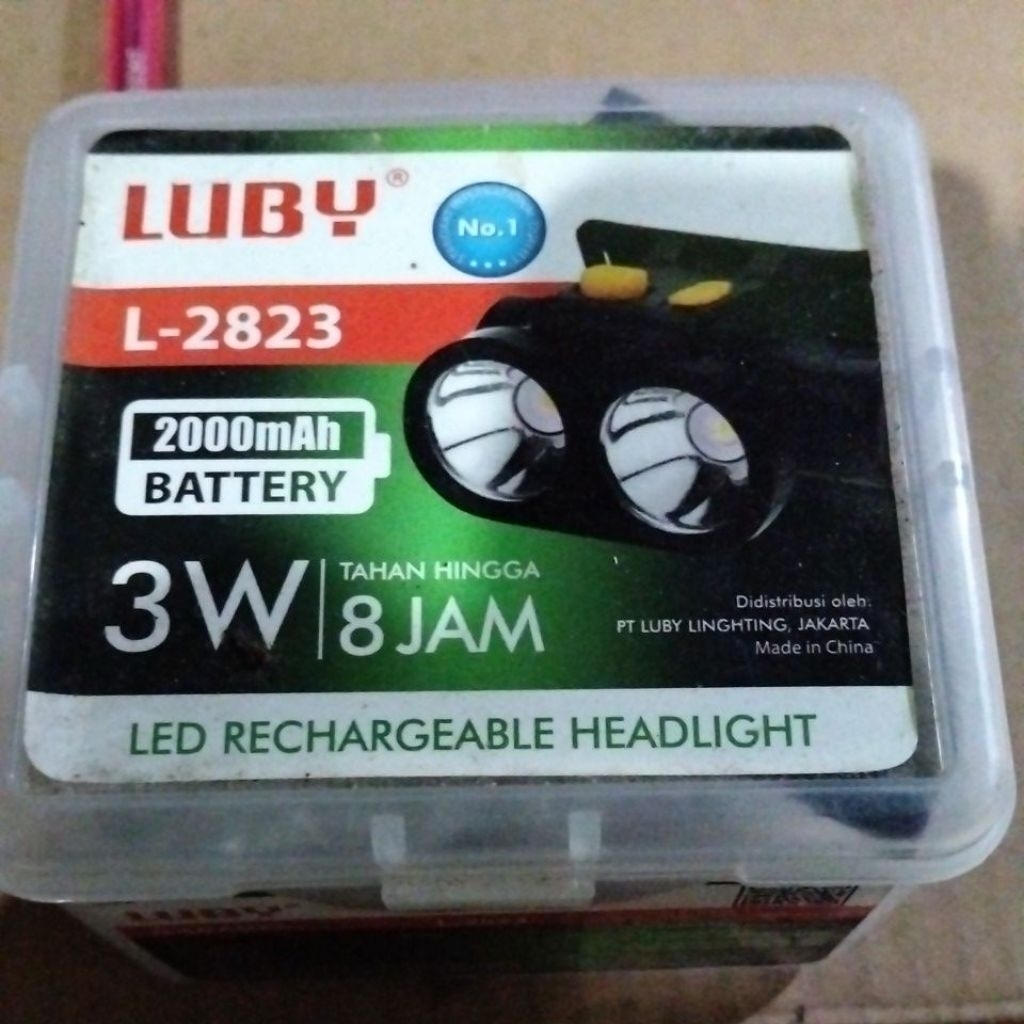 LUBY®
No.1
L-2823
2000mAh
BATTERY
3W
TAHAN HINGGA
8 JAM
Didistribusi oleh:
PT LUBY LINGHTING, JAKARTA
Made in China
LED RECHARGEABLE HEADLIGHT
LUBY